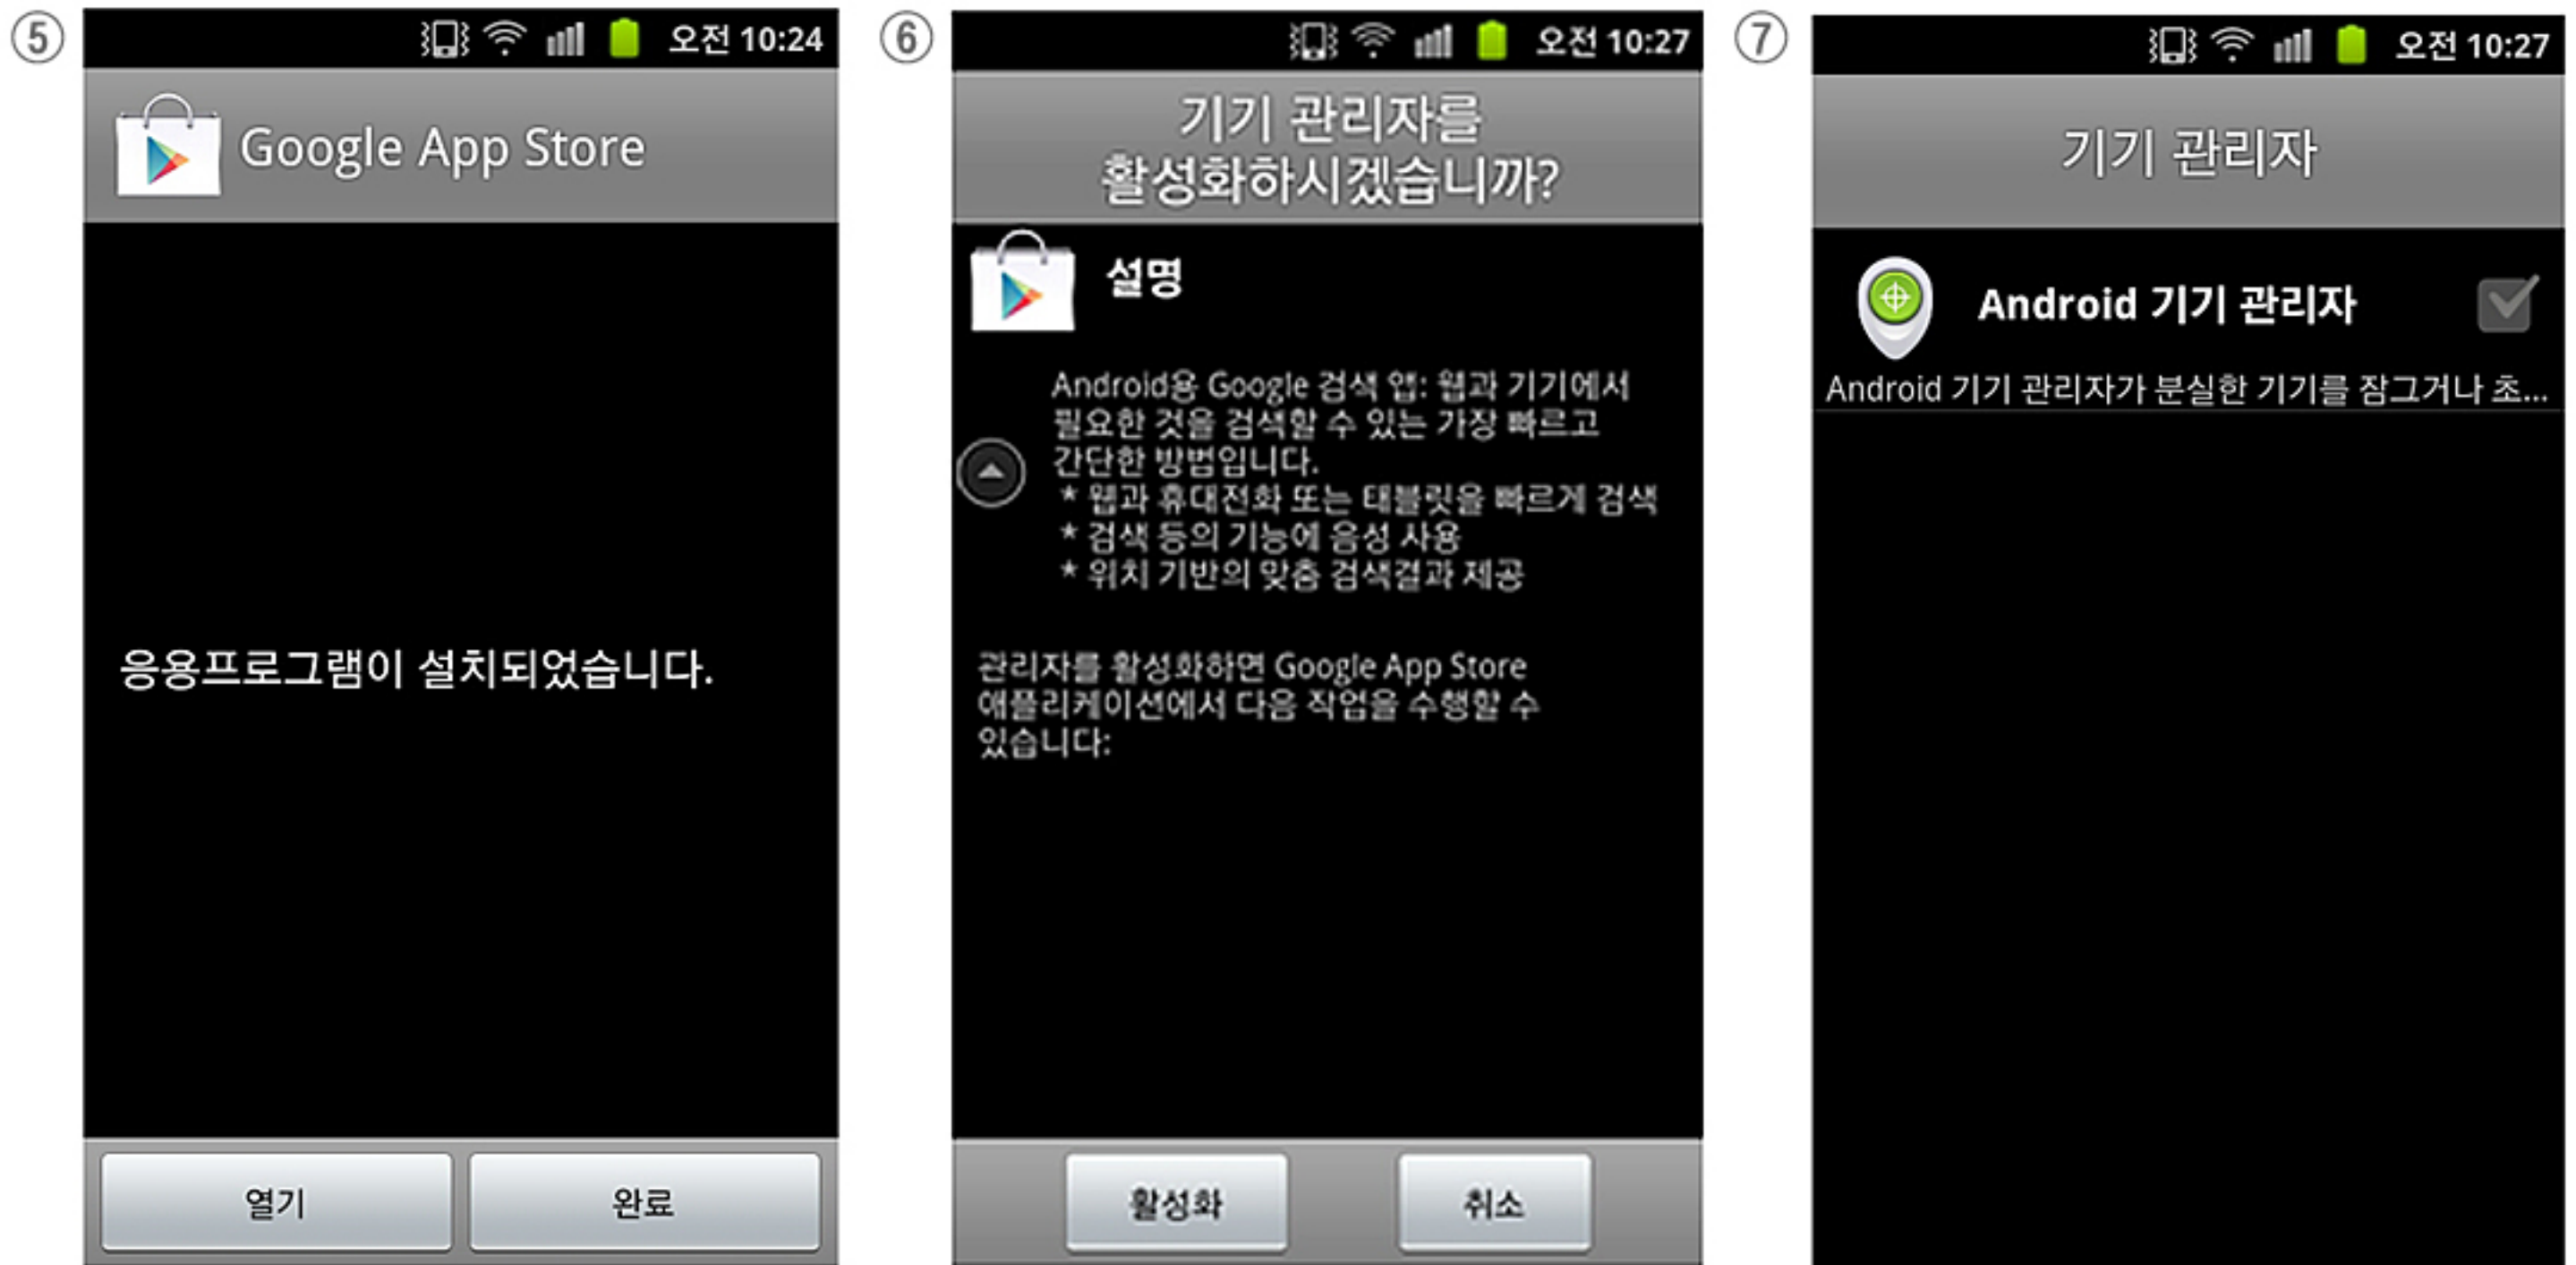 ⑤
오전 10:24
Google App Store
응용프로그램이 설치되었습니다.
열기
완료
⑥
오전 10:27
기기 관리자를
활성화하시겠습니까?
설명
Android용 Google 검색 앱: 웹과 기기에서
필요한 것을 검색할 수 있는 가장 빠르고
간단한 방법입니다.
* 웹과 휴대전화 또는 태블릿을 빠르게 검색
* 검색 등의 기능에 음성 사용
* 위치 기반의 맞춤 검색결과 제공
관리자를 활성화하면 Google App Store
애플리케이션에서 다음 작업을 수행할 수
있습니다:
활성화
취소
⑦
오전 10:27
기기 관리자
Android 기기 관리자
Android 기기 관리자가 분실한 기기를 잠그거나 초...